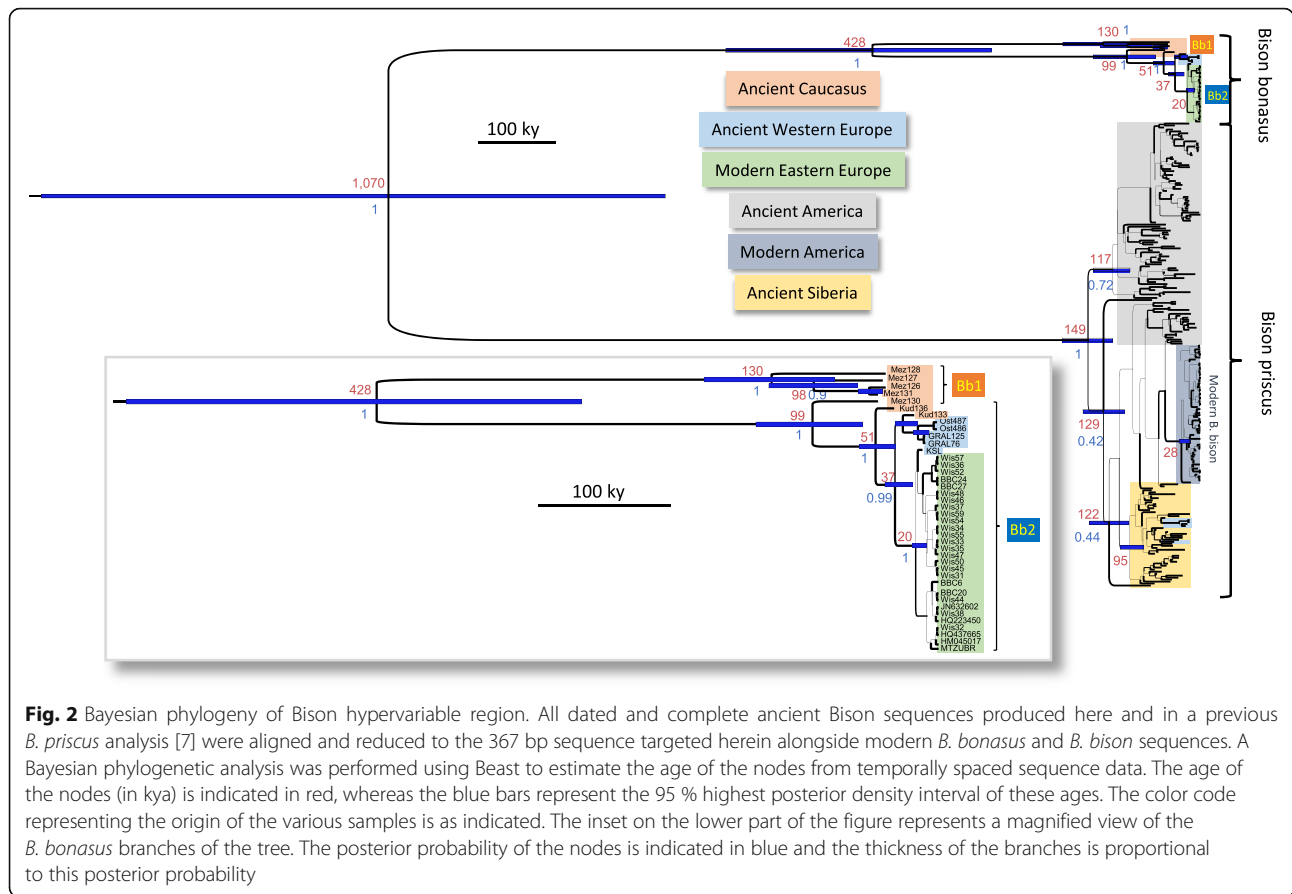 428
1
130
1
Bb1
99
1
51
1
37
20
Bb2
Bison bonasus
Ancient Caucasus
Ancient Western Europe
Modern Eastern Europe
Ancient America
Modern America
Ancient Siberia
100 ky
1,070
1
117
0.72
149
1
129
0.42
28
122
0.44
95
Modern B. bison
Bison priscus
428
1
130
1
98
0.9
99
1
51
1
37
0.99
20
1
100 ky
Mez128
Mez127
Mez126
Mez131
Mez130
Kud136
Kud133
Ost487
Ost486
GRAL125
GRAL76
KSL
Wis57
Wis36
Wis52
BBC24
BBC27
Wis48
Wis46
Wis37
Wis59
Wis54
Wis34
Wis55
Wis33
Wis35
Wis47
Wis50
Wis45
Wis31
BBC6
BBC20
Wis44
JN632602
Wis38
HQ223450
Wis32
HQ437665
HM045017
MTZUBR
Bb1
Bb2
Fig. 2 Bayesian phylogeny of Bison hypervariable region. All dated and complete ancient Bison sequences produced here and in a previous
B. priscus analysis [7] were aligned and reduced to the 367 bp sequence targeted herein alongside modern B. bonasus and B. bison sequences. A
Bayesian phylogenetic analysis was performed using Beast to estimate the age of the nodes from temporally spaced sequence data. The age of
the nodes (in kya) is indicated in red, whereas the blue bars represent the 95 % highest posterior density interval of these ages. The color code
representing the origin of the various samples is as indicated. The inset on the lower part of the figure represents a magnified view of the
B. bonasus branches of the tree. The posterior probability of the nodes is indicated in blue and the thickness of the branches is proportional
to this posterior probability